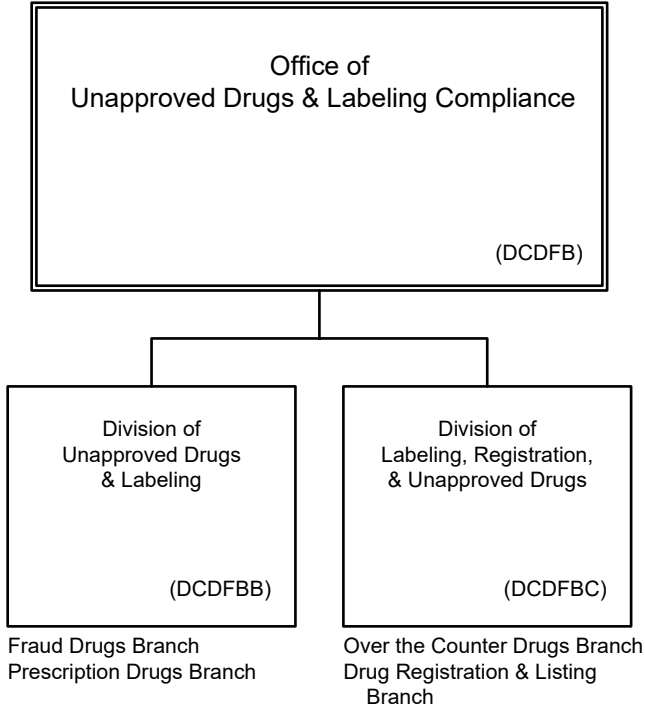 Office of
Unapproved Drugs & Labeling Compliance
(DCDFB)
Division of
Unapproved Drugs
& Labeling
(DCDFBB)
Fraud Drugs Branch
Prescription Drugs Branch
Division of
Labeling, Registration,
& Unapproved Drugs
(DCDFBC)
Over the Counter Drugs Branch
Drug Registration & Listing
Branch